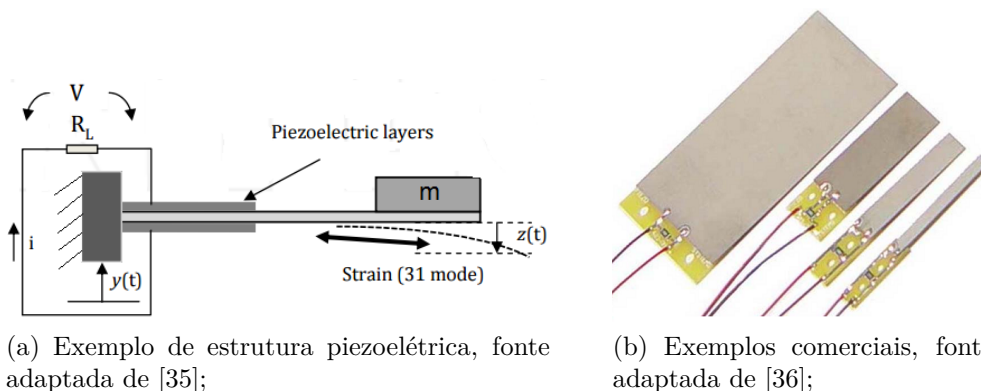 V
R_L
Piezoelectric layers
m
i
z(t)
y(t)
Strain (31 mode)
(a) Exemplo de estrutura piezoelétrica, fonte
adaptada de [35];
(b) Exemplos comerciais, font
adaptada de [36];